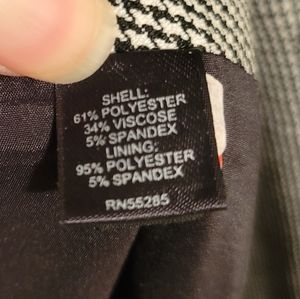 SHELL:
61% POLYESTER
34% VISCOSE
5% SPANDEX
LINING:
95% POLYESTER
5% SPANDEX
RN55285